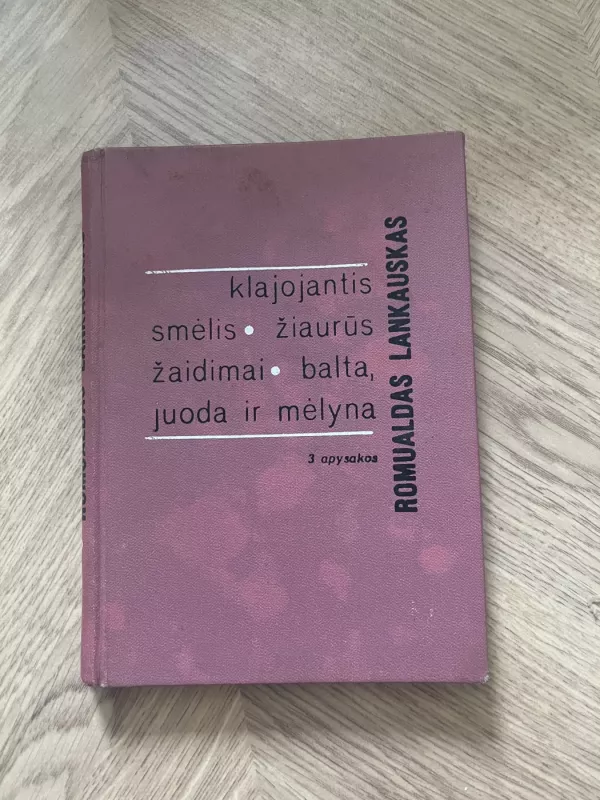 klajojantis
smėlis • žiaurūs
žaidimai • balta,
juoda ir mėlyna
3 apysakos
ROMUALDAS LANKAUSKAS